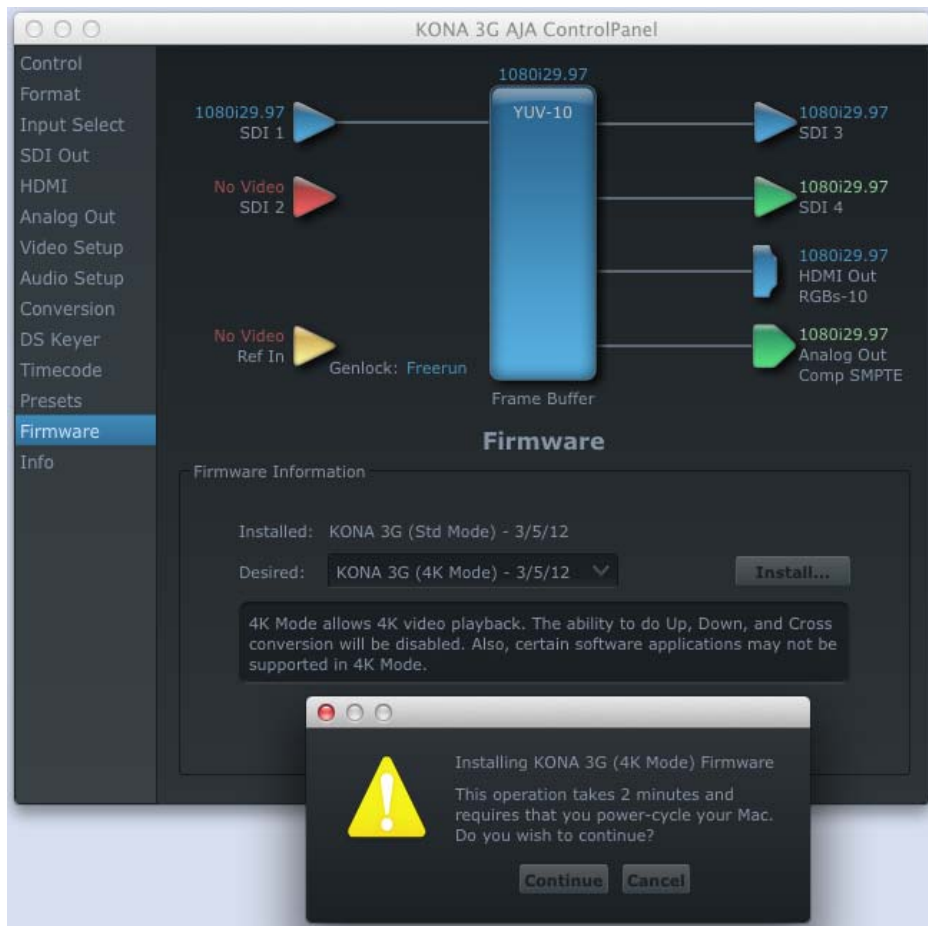 KONA 3G AJA ControlPanel
Control
Format
Input Select
SDI Out
HDMI
Analog Out
Video Setup
Audio Setup
Conversion
DS Keyer
Timecode
Presets
Firmware
Info
1080i29.97
YUV-10
Frame Buffer
1080i29.97
SDI 1
No Video
SDI 2
No Video
Ref In
Genlock: Freerun
1080i29.97
SDI 3
1080i29.97
SDI 4
1080i29.97
HDMI Out
RGBs-10
1080i29.97
Analog Out
Comp SMPTE
Firmware
Firmware Information
Installed: KONA 3G (Std Mode) - 3/5/12
Desired: KONA 3G (4K Mode) - 3/5/12
Install...
4K Mode allows 4K video playback. The ability to do Up, Down, and Cross
conversion will be disabled. Also, certain software applications may not be
supported in 4K Mode.
Installing KONA 3G (4K Mode) Firmware
This operation takes 2 minutes and
requires that you power-cycle your Mac.
Do you wish to continue?
Continue
Cancel